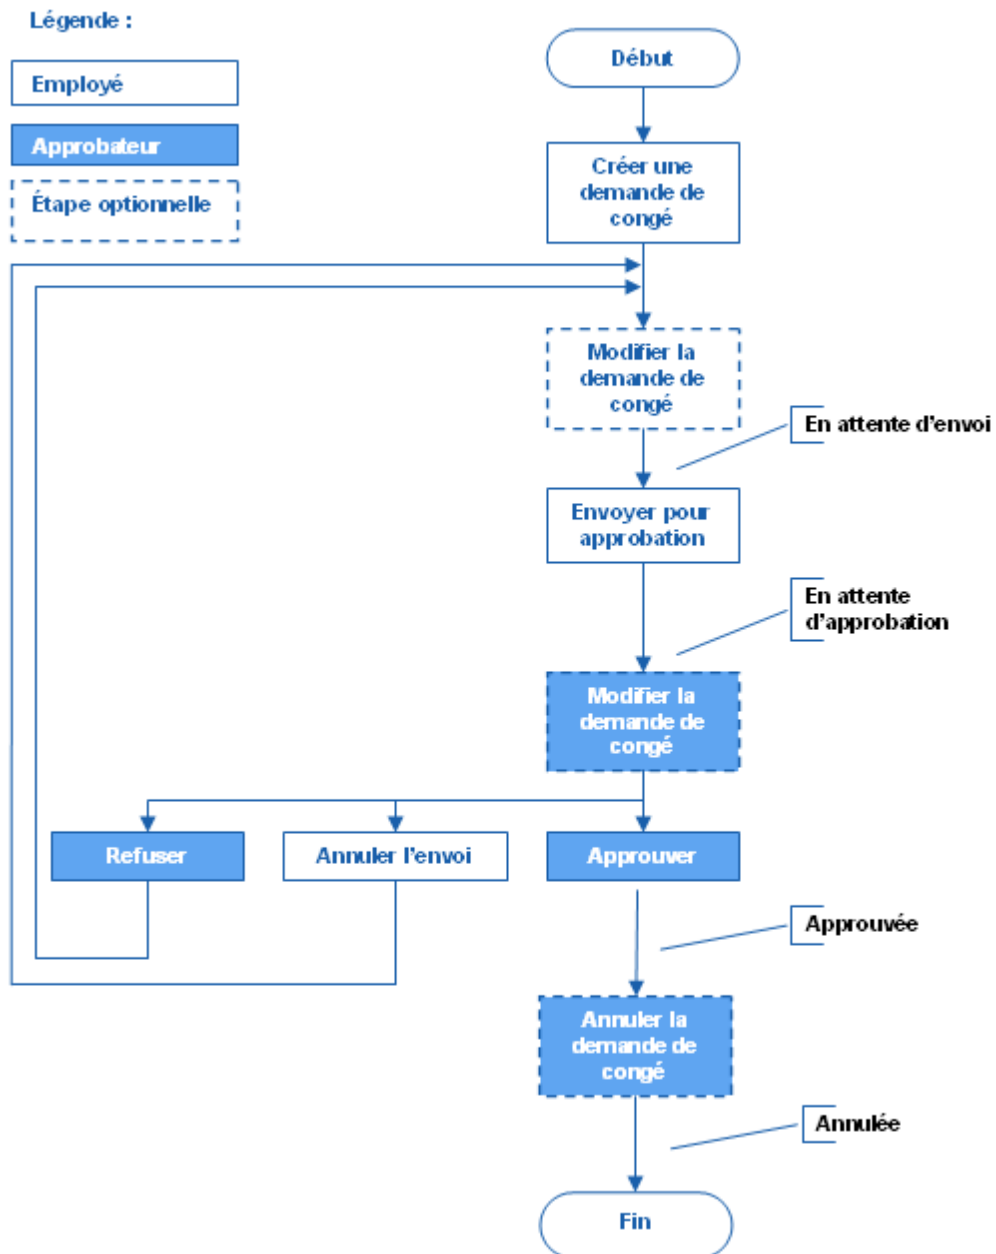 Légende :
Employé
Approbateur
Étape optionnelle
Début
Créer une
demande de
congé
Modifier la
demande de
congé
En attente d'envoi
Envoyer pour
approbation
En attente
d'approbation
Modifier la
demande de
congé
Refuser
Annuler l'envoi
Approuver
Approuvée
Annuler la
demande de
congé
Annulée
Fin